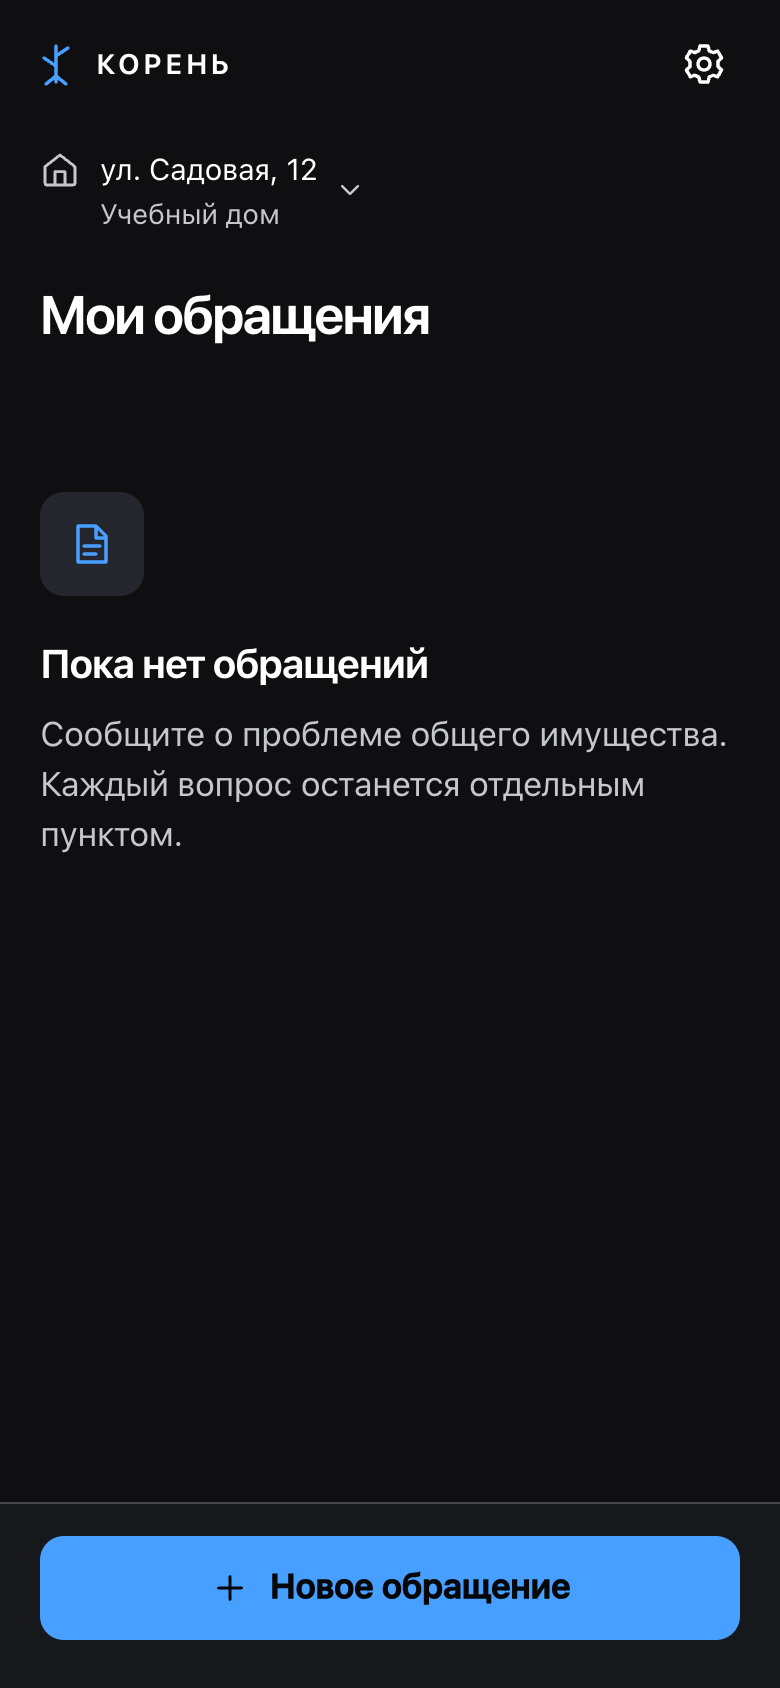 КОРЕНЬ
ул. Садовая, 12
Учебный дом
Мои обращения
Пока нет обращений
Сообщите о проблеме общего имущества.
Каждый вопрос останется отдельным
пунктом.
Новое обращение